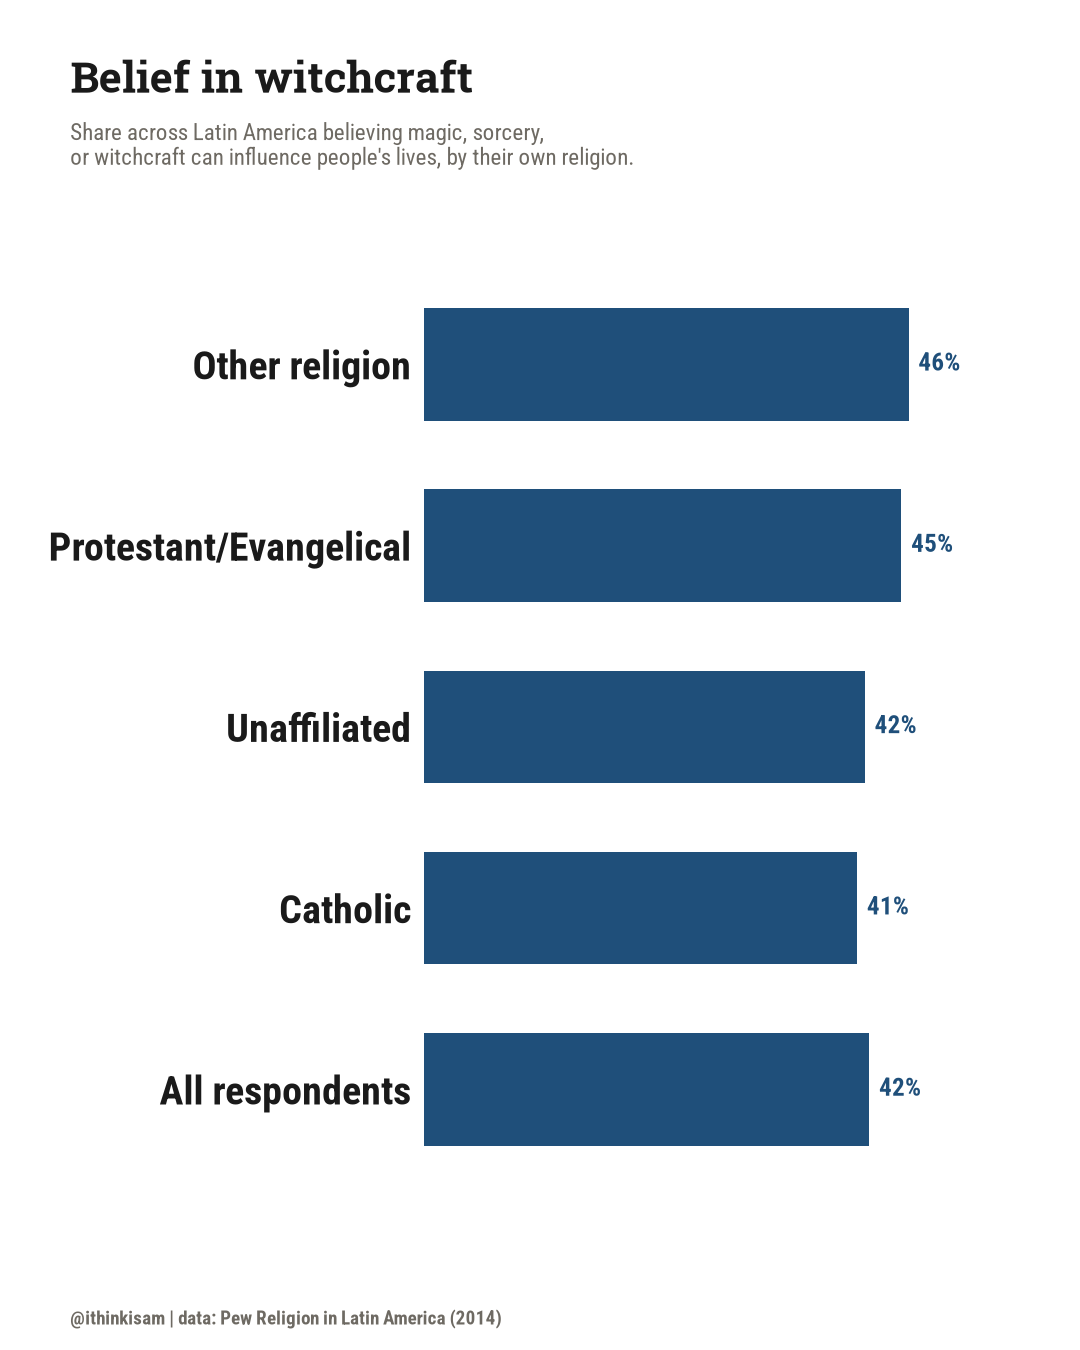 Belief in witchcraft
Share across Latin America believing magic, sorcery,
or witchcraft can influence people's lives, by their own religion.
Other religion
46%
Protestant/Evangelical
45%
Unaffiliated
42%
Catholic
41%
All respondents
42%
@ithinkisam | data: Pew Religion in Latin America (2014)